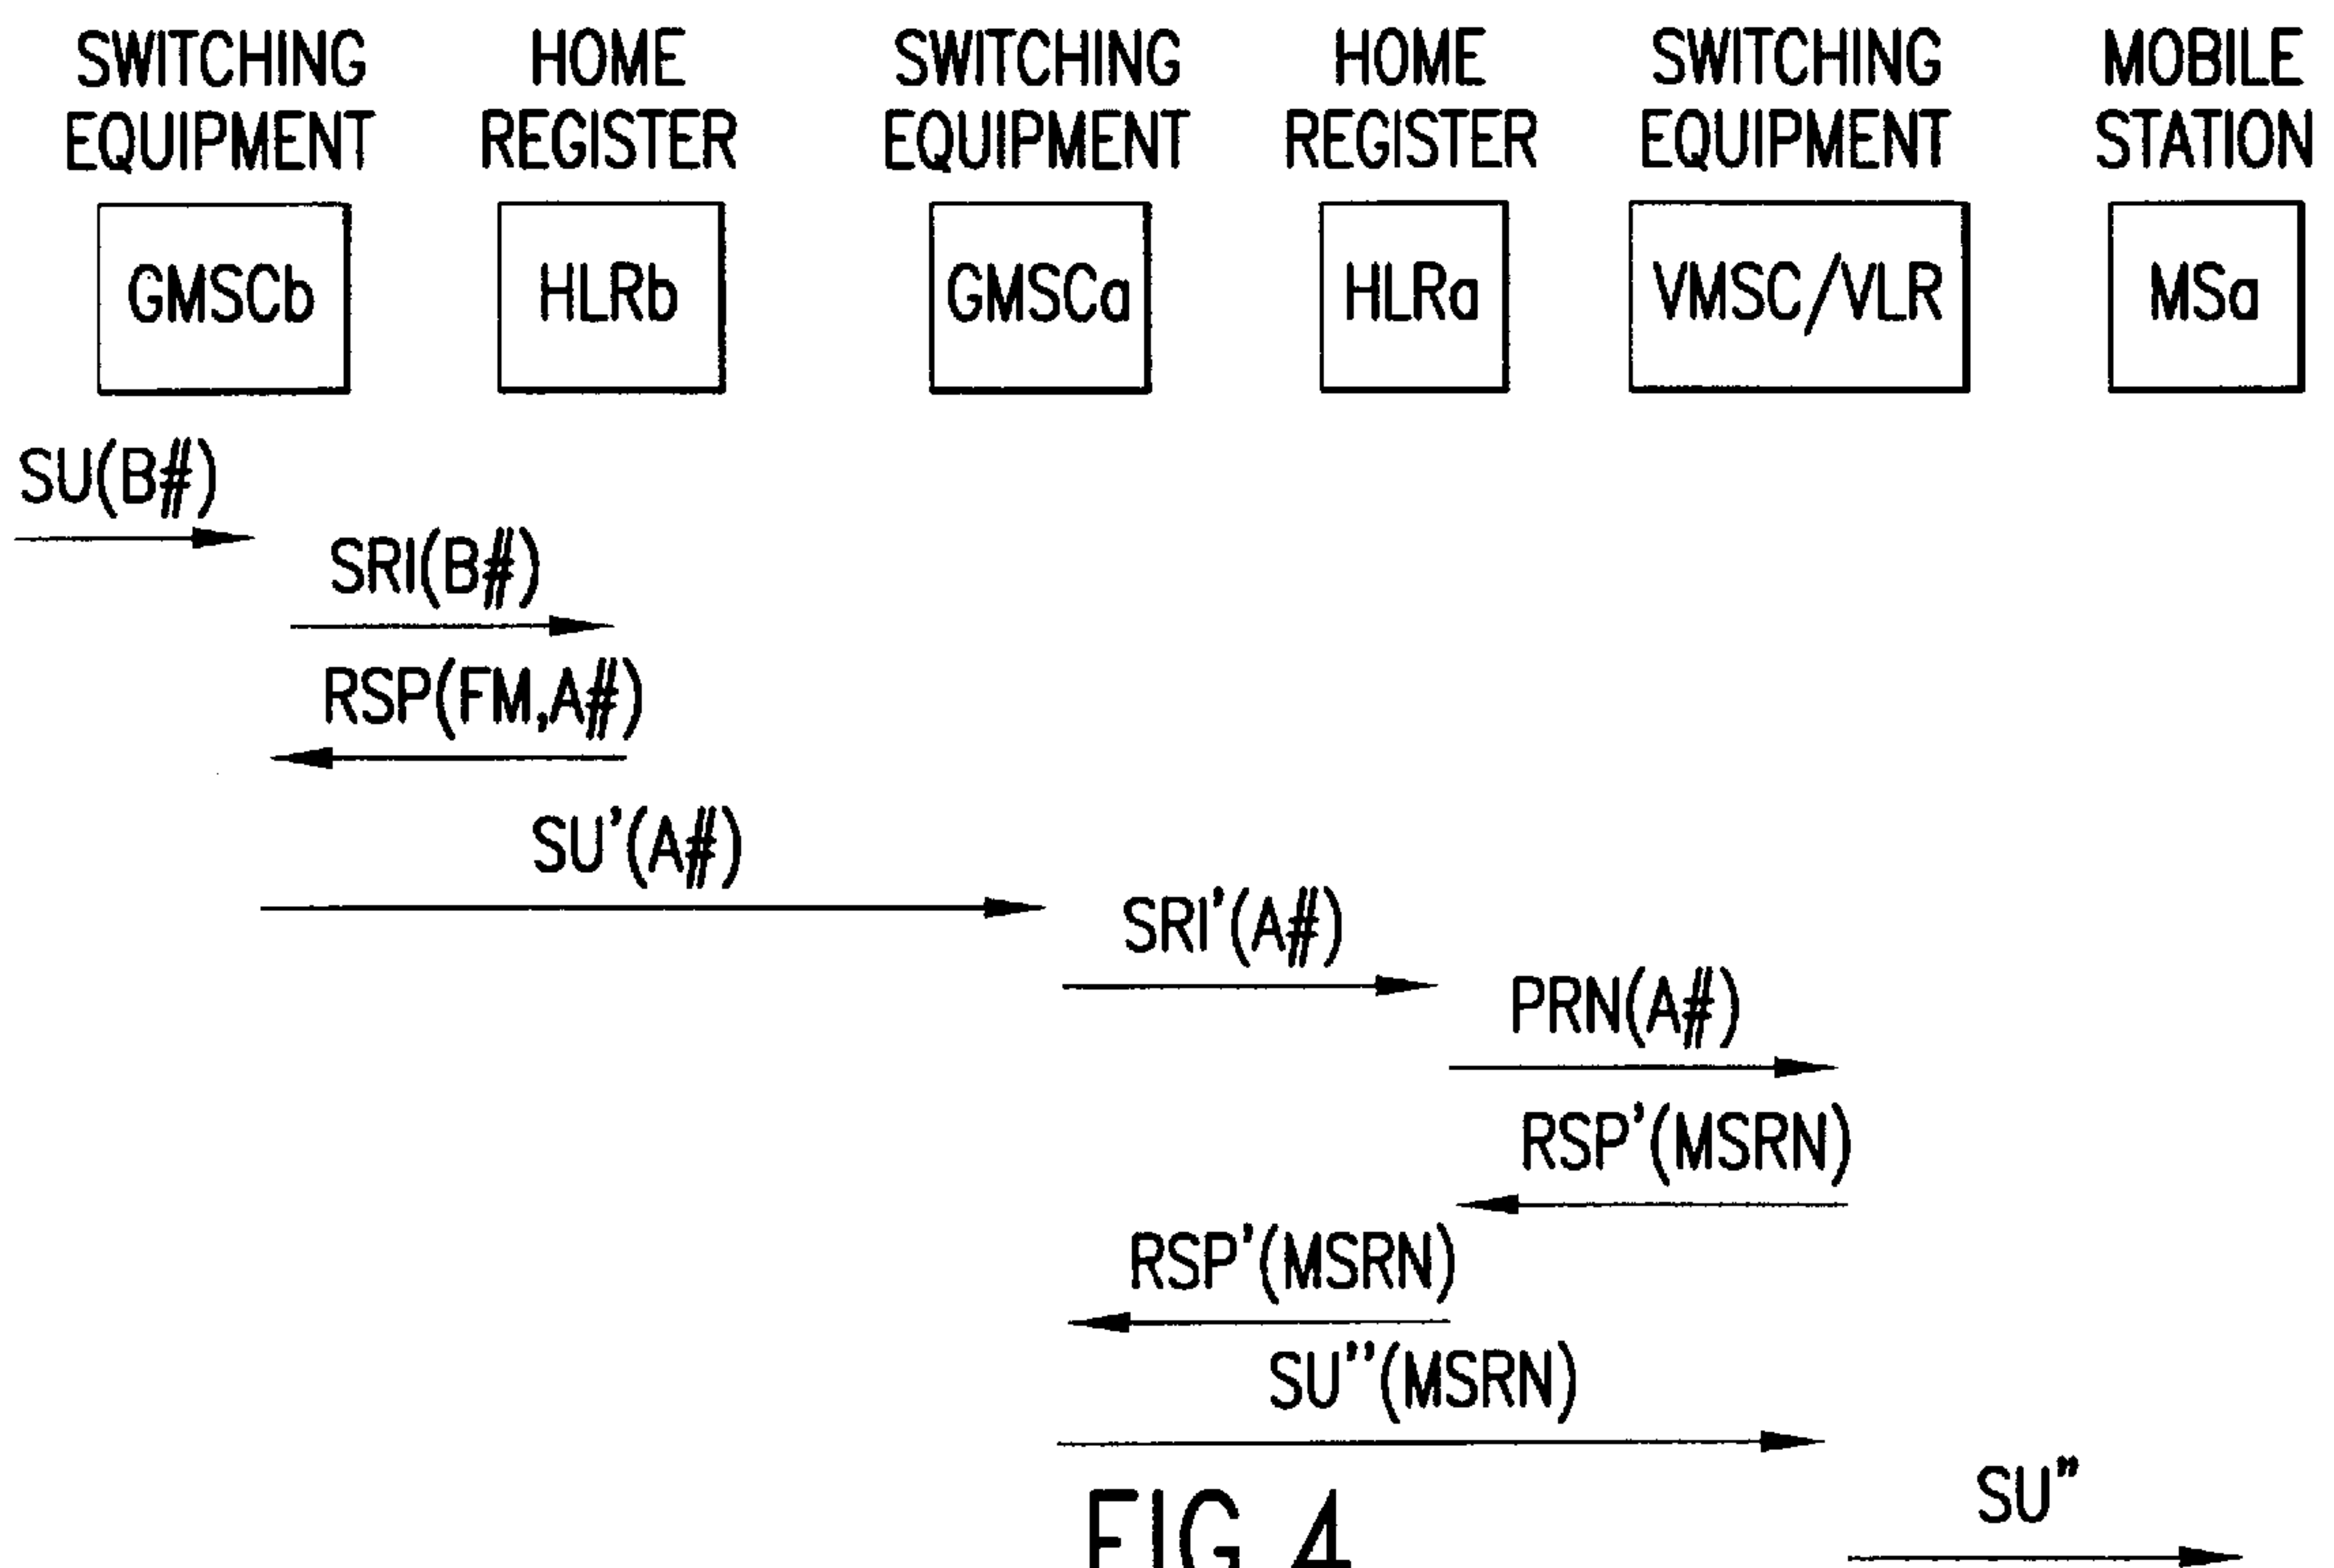 SWITCHING EQUIPMENT
HOME REGISTER
SWITCHING EQUIPMENT
HOME REGISTER
SWITCHING EQUIPMENT
MOBILE STATION
GMSCb
HLRb
GMSCa
HLRa
VMSC/VLR
MSa
SU(B#)
SRI(B#)
RSP(FM,A#)
SU'(A#)
SRI'(A#)
PRN(A#)
RSP'(MSRN)
RSP'(MSRN)
SU''(MSRN)
SU''
FIG.4